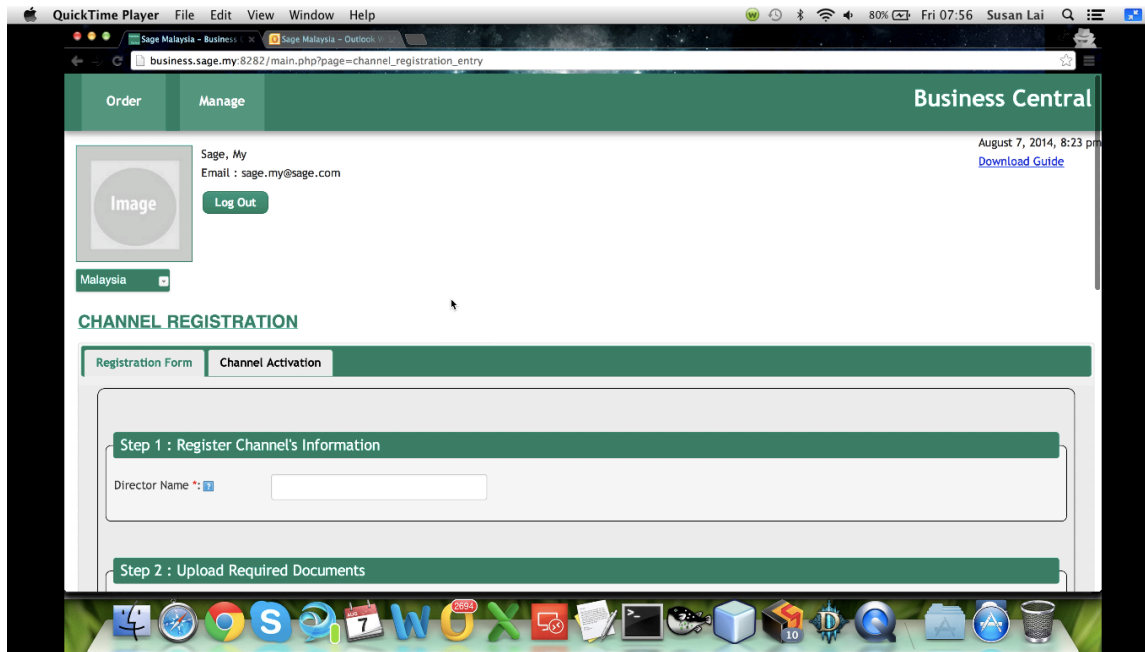 QuickTime Player File Edit View Window Help 80% Fri 07:56 Susan Lai
Sage Malaysia - Business C Sage Malaysia - Outlook W
business.sage.my:8282/main.php?page=channel_registration_entry
Order Manage Business Central
August 7, 2014, 8:23 pm
Sage, My
Download Guide
Email : sage.my@sage.com
Image
Log Out
Malaysia
CHANNEL REGISTRATION
Registration Form Channel Activation
Step 1 : Register Channel's Information
Director Name *: ?
Step 2 : Upload Required Documents
2694
AUG
7
10